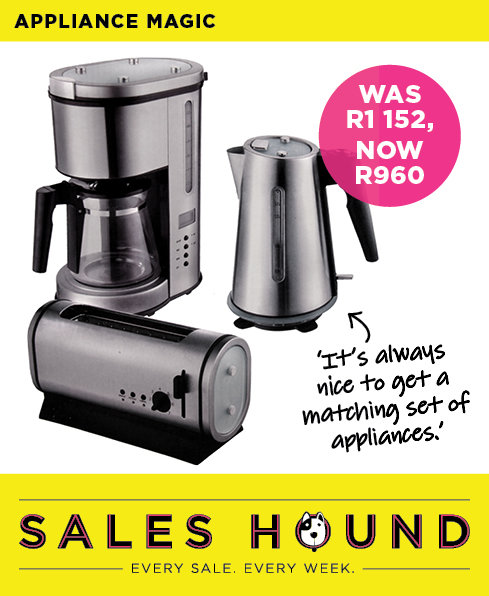 APPLIANCE MAGIC
WAS
R1 152,
NOW
R960
'It's always
nice to get a
matching set of
appliances.'
SALES HOUND
EVERY SALE. EVERY WEEK.